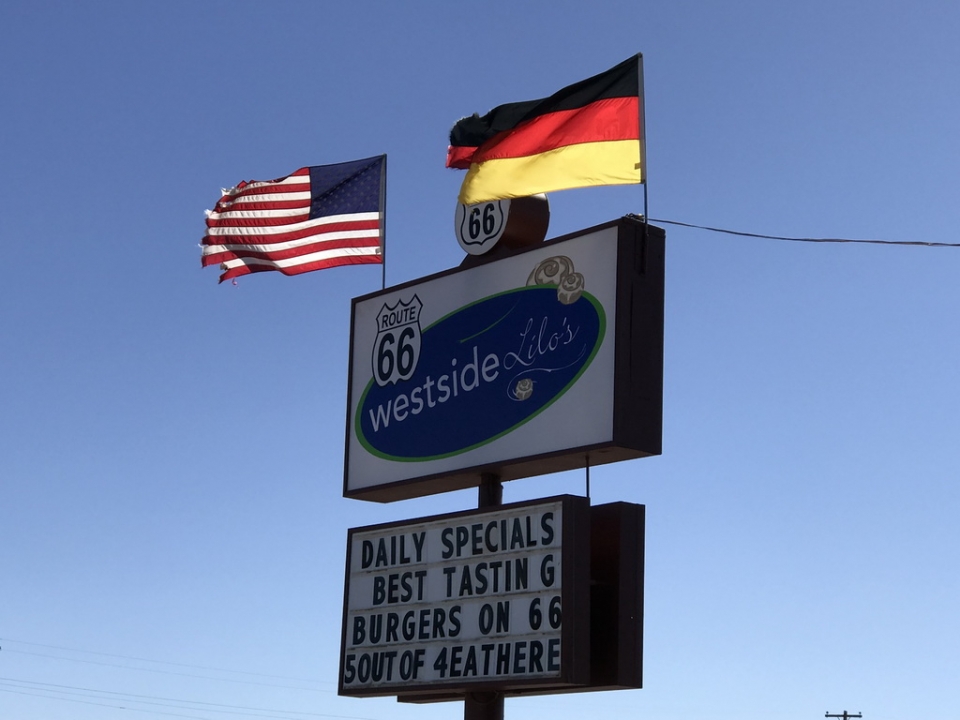 66
ROUTE
66
westside Lilo's
DAILY SPECIALS
BEST TASTIN G
BURGERS ON 66
5OUT OF 4EATHERE